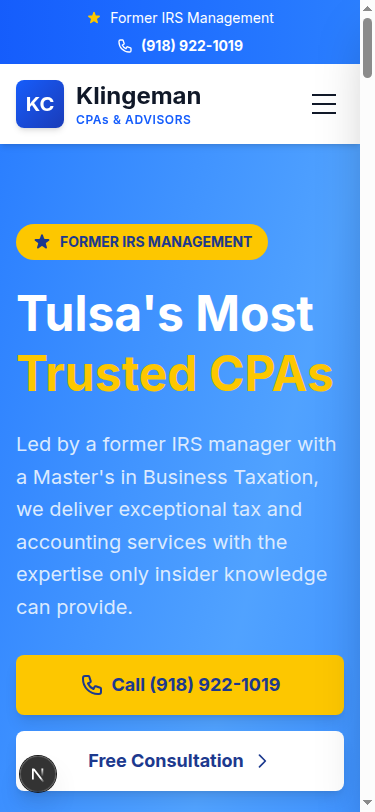 Former IRS Management
(918) 922-1019
KC
Klingeman
CPAs & ADVISORS
FORMER IRS MANAGEMENT
Tulsa's Most
Trusted CPAs
Led by a former IRS manager with
a Master's in Business Taxation,
we deliver exceptional tax and
accounting services with the
expertise only insider knowledge
can provide.
Call (918) 922-1019
Free Consultation
N